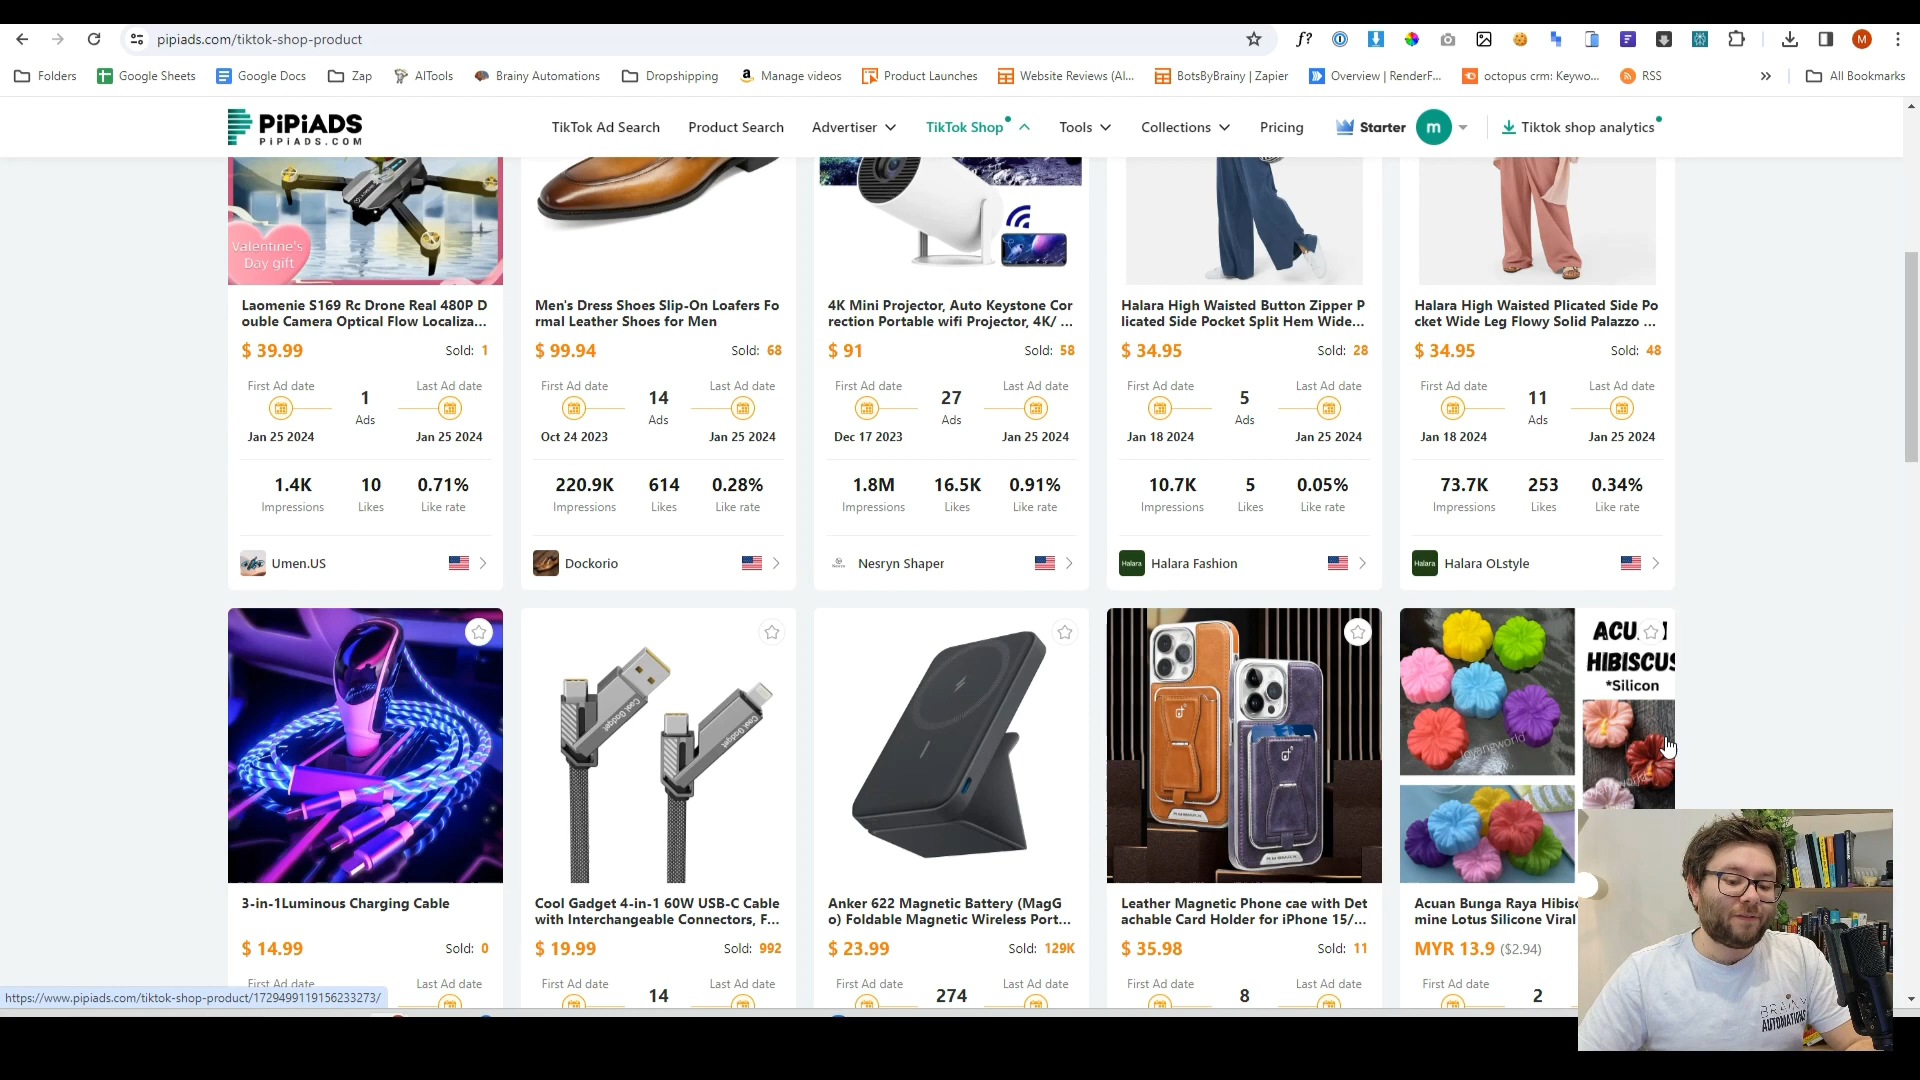 pipiads.com/tiktok-shop-product
f?
M
Folders
Google Sheets
Google Docs
Zap
AITools
Brainy Automations
Dropshipping
Manage videos
Product Launches
Website Reviews (Al...
BotsByBrainy | Zapier
Overview | RenderF...
octopus crm: Keywo...
RSS
»
All Bookmarks
PiPiADS
PIPIADS.COM
TikTok Ad Search
Product Search
Advertiser
TikTok Shop
Tools
Collections
Pricing
Starter
m
Tiktok shop analytics
Valentine's
Day gift
Laomenie S169 Rc Drone Real 480P D
ouble Camera Optical Flow Localiza...
$ 39.99
Sold: 1
First Ad date
Last Ad date
1
Ads
Jan 25 2024
Jan 25 2024
1.4K
10
0.71%
Impressions
Likes
Like rate
Umen.US
Men's Dress Shoes Slip-On Loafers Fo
rmal Leather Shoes for Men
$ 99.94
Sold: 68
First Ad date
Last Ad date
14
Ads
Oct 24 2023
Jan 25 2024
220.9K
614
0.28%
Impressions
Likes
Like rate
Dockorio
4K Mini Projector, Auto Keystone Cor
rection Portable wifi Projector, 4K/ ...
$ 91
Sold: 58
First Ad date
Last Ad date
27
Ads
Dec 17 2023
Jan 25 2024
1.8M
16.5K
0.91%
Impressions
Likes
Like rate
Nesryn Shaper
Halara High Waisted Button Zipper P
licated Side Pocket Split Hem Wide...
$ 34.95
Sold: 28
First Ad date
Last Ad date
5
Ads
Jan 18 2024
Jan 25 2024
10.7K
5
0.05%
Impressions
Likes
Like rate
Halara
Halara Fashion
Halara High Waisted Plicated Side Po
cket Wide Leg Flowy Solid Palazzo ...
$ 34.95
Sold: 48
First Ad date
Last Ad date
11
Ads
Jan 18 2024
Jan 25 2024
73.7K
253
0.34%
Impressions
Likes
Like rate
Halara
Halara OLstyle
3-in-1Luminous Charging Cable
$ 14.99
Sold: 0
First Ad date
Last Ad date
Cool Gadget
Cool Gadget
Cool Gadget 4-in-1 60W USB-C Cable
with Interchangeable Connectors, F...
$ 19.99
Sold: 992
First Ad date
Last Ad date
14
Anker 622 Magnetic Battery (MagG
o) Foldable Magnetic Wireless Port...
$ 23.99
Sold: 129K
First Ad date
Last Ad date
274
Leather Magnetic Phone cae with Det
achable Card Holder for iPhone 15/...
$ 35.98
Sold: 11
First Ad date
Last Ad date
8
HIBISCUS
*Silicon
loyangworld
Acuan Bunga Raya Hibisc
mine Lotus Silicone Viral
MYR 13.9 ($2.94)
First Ad date
2
https://www.pipiads.com/tiktok-shop-product/1729499119156233273/
BRAINY
AUTOMATIONS